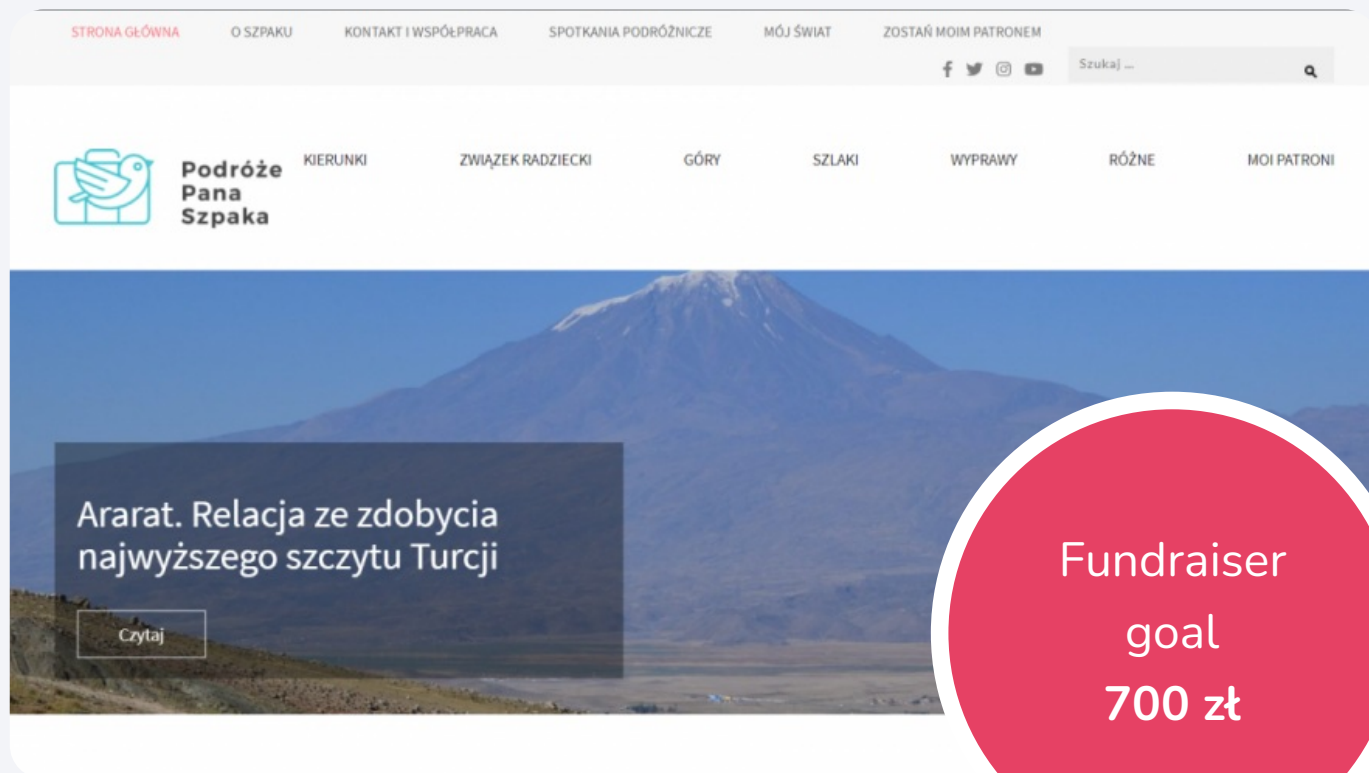 STRONA GŁÓWNA O SZPAKU KONTAKT I WSPÓŁPRACA SPOTKANIA PODRÓŻNICZE MÓJ ŚWIAT ZOSTAŃ MOIM PATRONEM
Szukaj ...
Podróże
Pana
Szpaka
KIERUNKI ZWIĄZEK RADZIECKI GÓRY SZLAKI WYPRAWY RÓŻNE MOI PATRONI
Ararat. Relacja ze zdobycia
najwyższego szczytu Turcji
Czytaj
Fundraiser
goal
700 zł